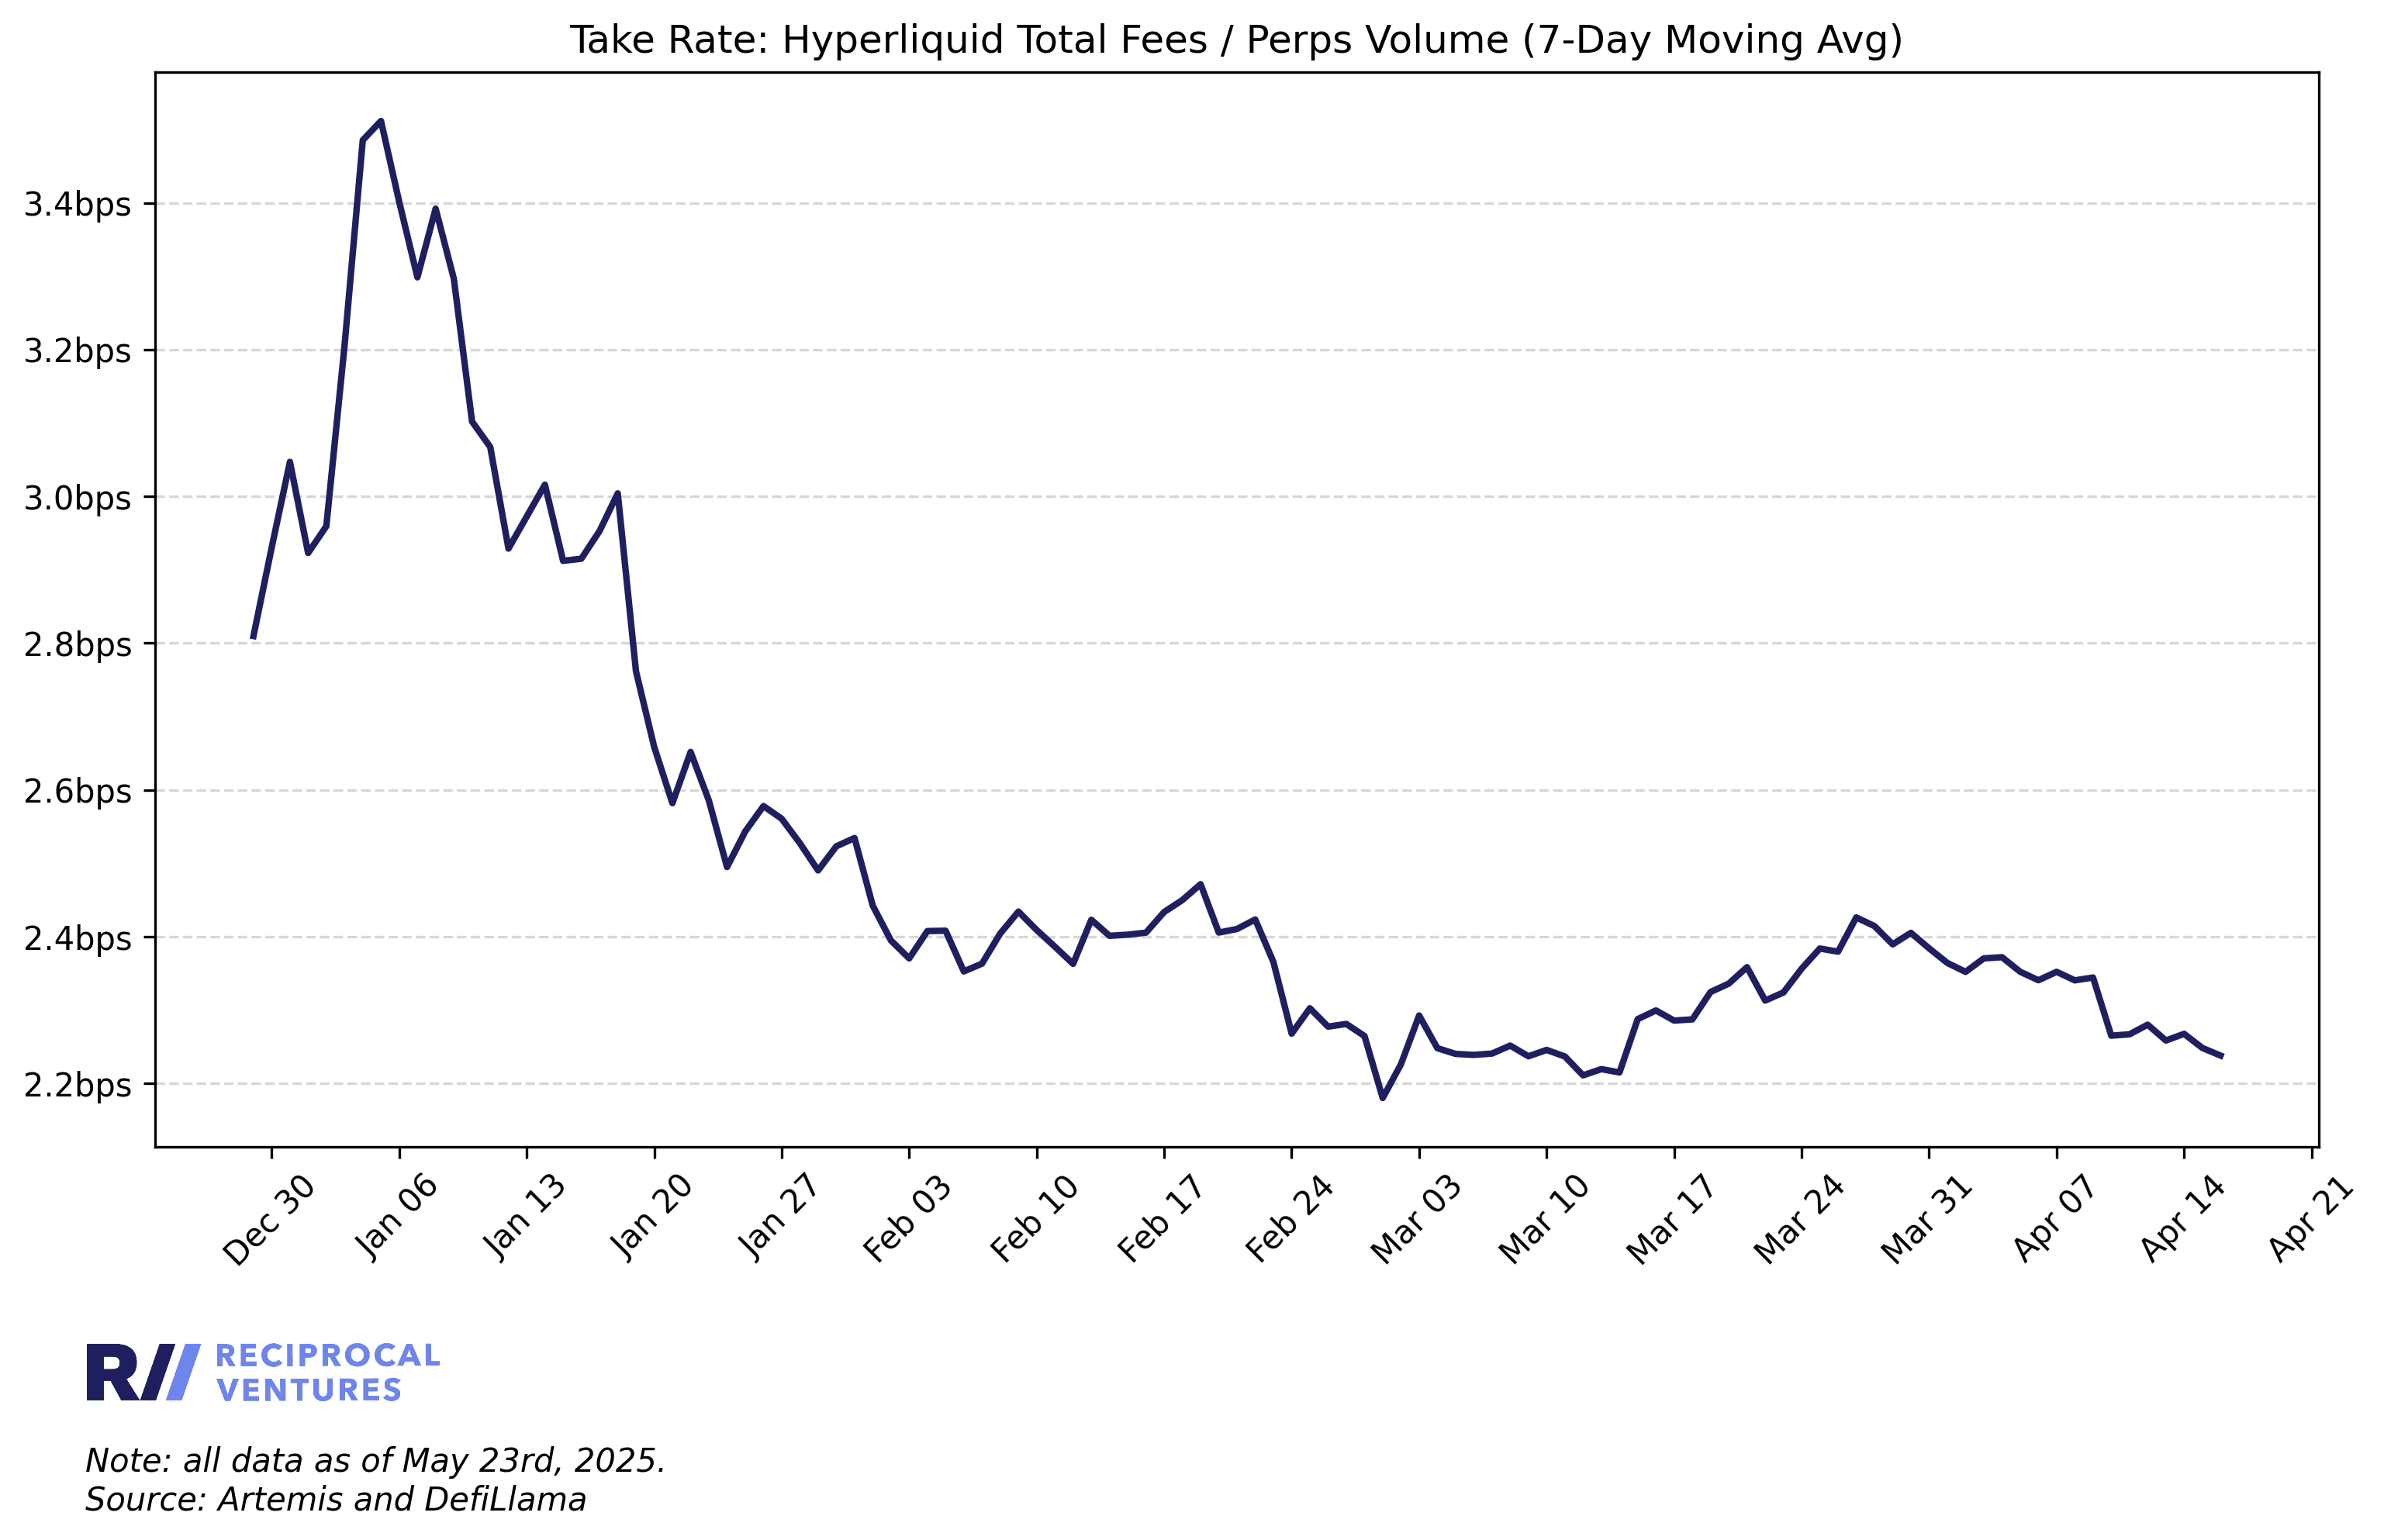 Take Rate: Hyperliquid Total Fees / Perps Volume (7-Day Moving Avg)
3.4bps
3.2bps
3.0bps
2.8bps
2.6bps
2.4bps
2.2bps
Dec 30
Jan 06
Jan 13
Jan 20
Jan 27
Feb 03
Feb 10
Feb 17
Feb 24
Mar 03
Mar 10
Mar 17
Mar 24
Mar 31
Apr 07
Apr 14
Apr 21
R
RECIPROCAL
VENTURES
Note: all data as of May 23rd, 2025.
Source: Artemis and DefiLlama